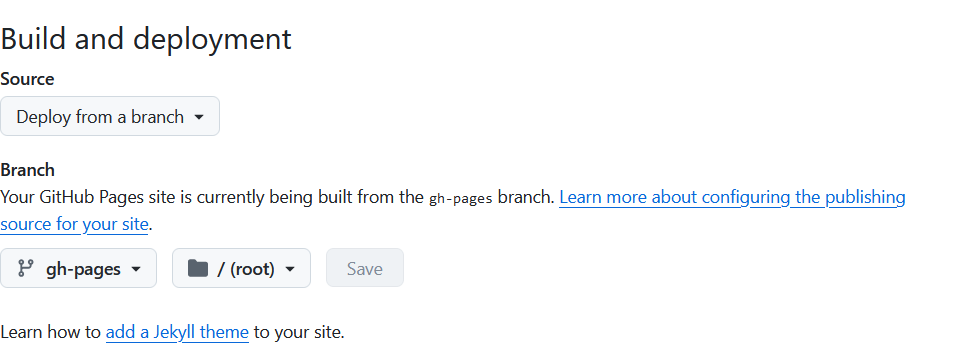 Build and deployment
Source
Deploy from a branch
Branch
Your GitHub Pages site is currently being built from the gh-pages branch. Learn more about configuring the publishing
source for your site.
gh-pages / (root) Save
Learn how to add a Jekyll theme to your site.